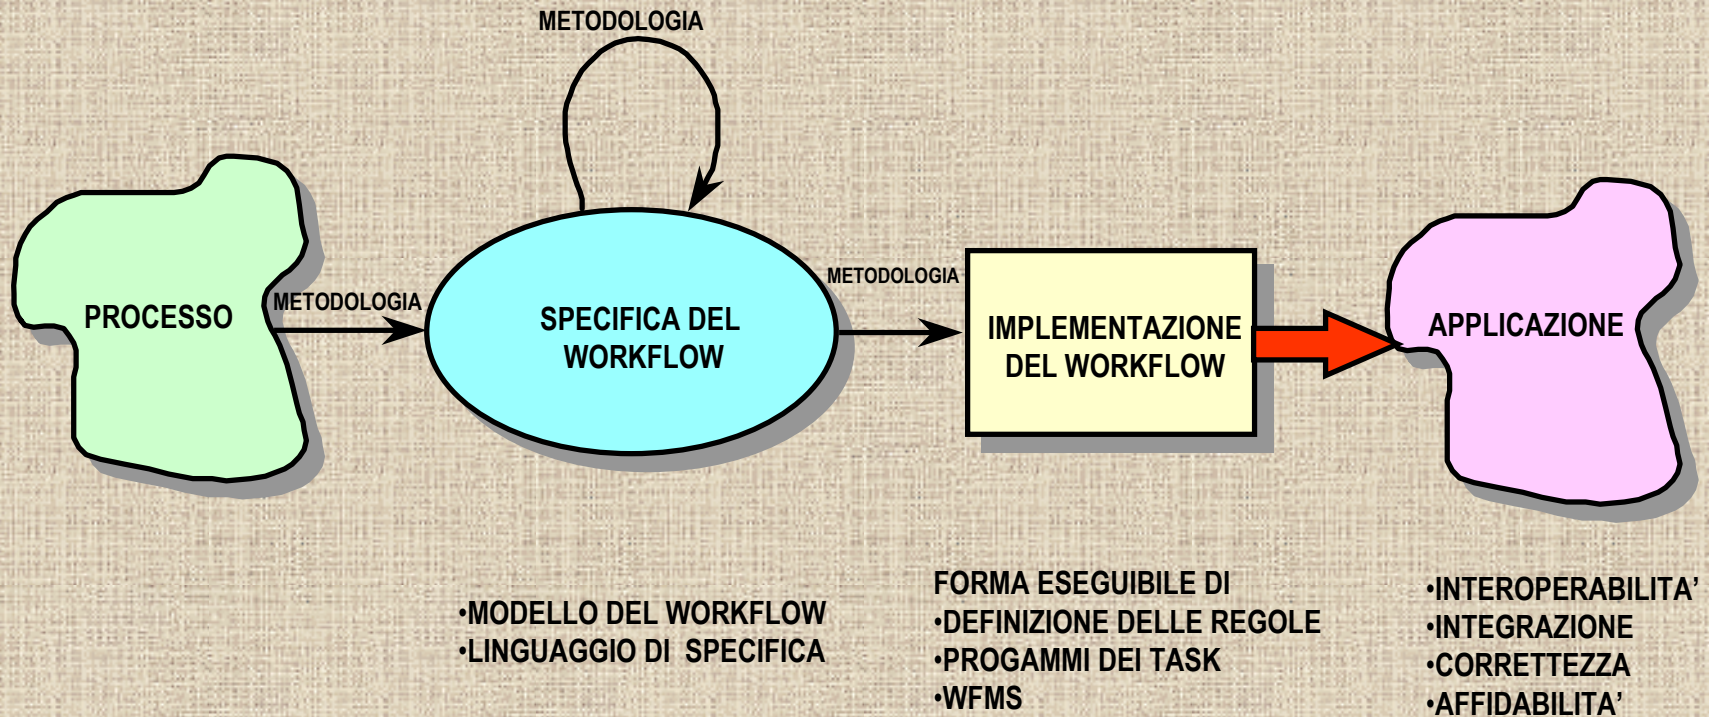 METODOLOGIA
PROCESSO
METODOLOGIA
SPECIFICA DEL
WORKFLOW
METODOLOGIA
IMPLEMENTAZIONE
DEL WORKFLOW
APPLICAZIONE
•MODELLO DEL WORKFLOW
•LINGUAGGIO DI SPECIFICA
FORMA ESEGUIBILE DI
•DEFINIZIONE DELLE REGOLE
•PROGAMMI DEI TASK
•WFMS
•INTEROPERABILITA'
•INTEGRAZIONE
•CORRETTEZZA
•AFFIDABILITA'